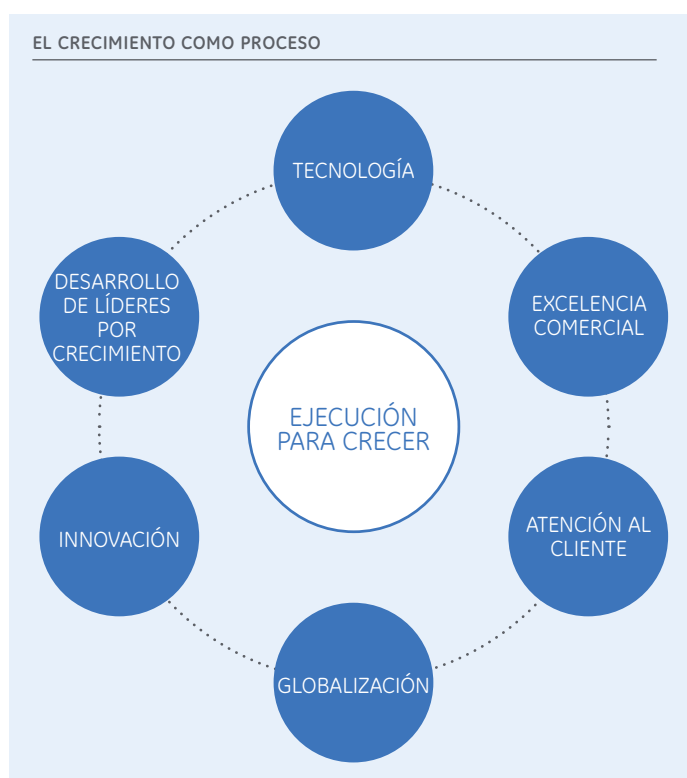 EL CRECIMIENTO COMO PROCESO
TECNOLOGÍA
EXCELENCIA
COMERCIAL
ATENCIÓN AL
CLIENTE
GLOBALIZACIÓN
INNOVACIÓN
DESARROLLO
DE LÍDERES
POR
CRECIMIENTO
EJECUCIÓN
PARA CRECER